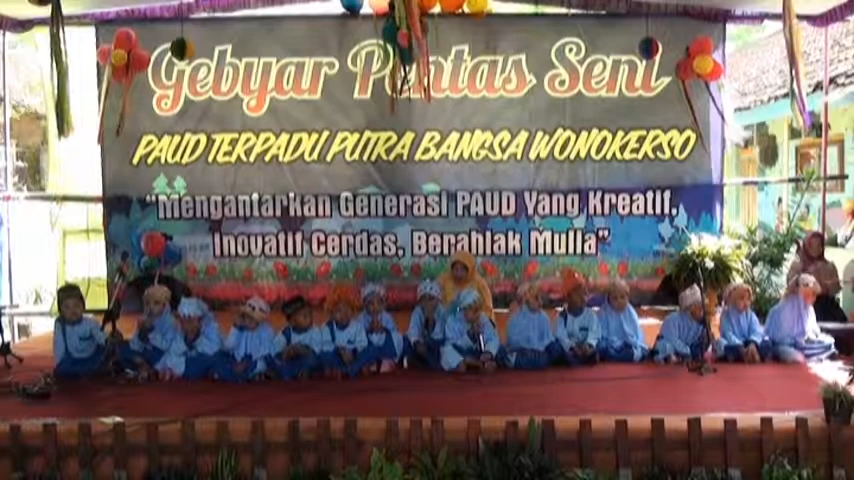 Gebyar Pentas Seni
PAUD TERPADU PUTRA BANGSA WONOKERSO
"Mengantarkan Generasi PAUD Yang Kreatif,
Inovatif Cerdas, Berahlak Mulia"